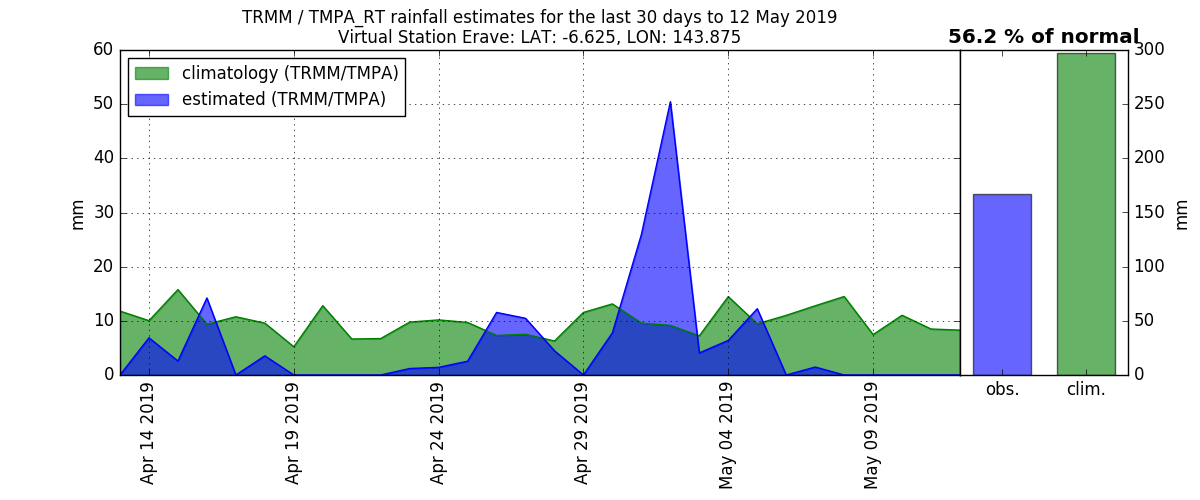 TRMM / TMPA_RT rainfall estimates for the last 30 days to 12 May 2019
Virtual Station Erave: LAT: -6.625, LON: 143.875
56.2 % of normal
climatology (TRMM/TMPA)
estimated (TRMM/TMPA)
60
50
40
30
20
10
0
mm
Apr 14 2019
Apr 19 2019
Apr 24 2019
Apr 29 2019
May 04 2019
May 09 2019
300
250
200
150
100
50
0
mm
obs.
clim.